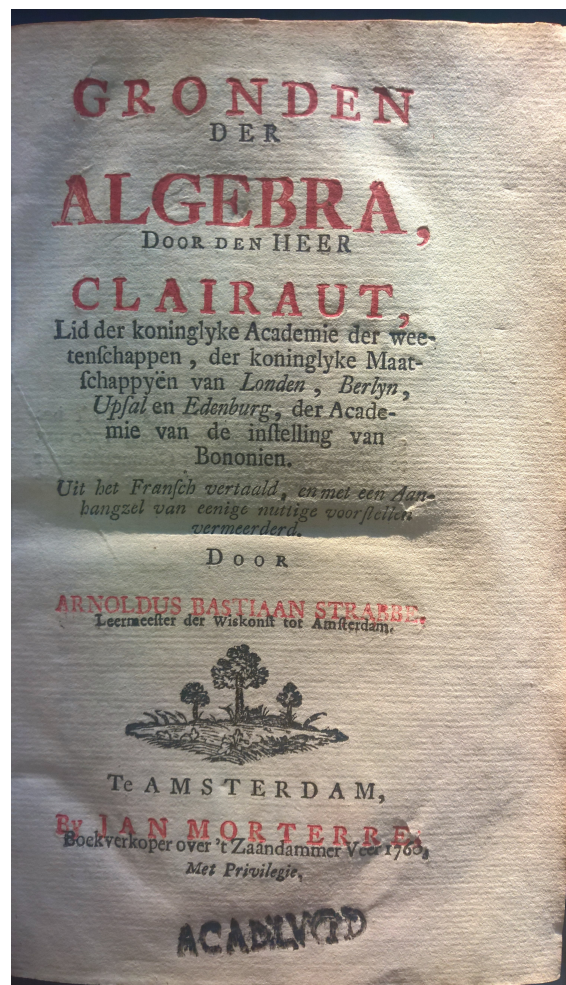 GRONDEN
DER
ALGEBRA,
DOOR DEN HEER
CLAIRAUT,
Lid der koninglyke Academie der wee-
tenſchappen, der koninglyke Maat-
ſchappyën van Londen, Berlyn,
Upſal en Edenburg, der Acade-
mie van de inſtelling van
Bononien.
Uit het Franſch vertaald, en met een Aan-
hangzel van eenige nuttige voorſtellen
vermeerderd.
DOOR
ARNOLDUS BASTIAAN STRABBE,
Leermeeſter der Wiskonſt tot Amſterdam.
Te AMSTERDAM,
By JAN MORTERRE,
Boekverkoper over 't Zaandammer Veer 1760,
Met Privilegie,
ACAD. LVGD